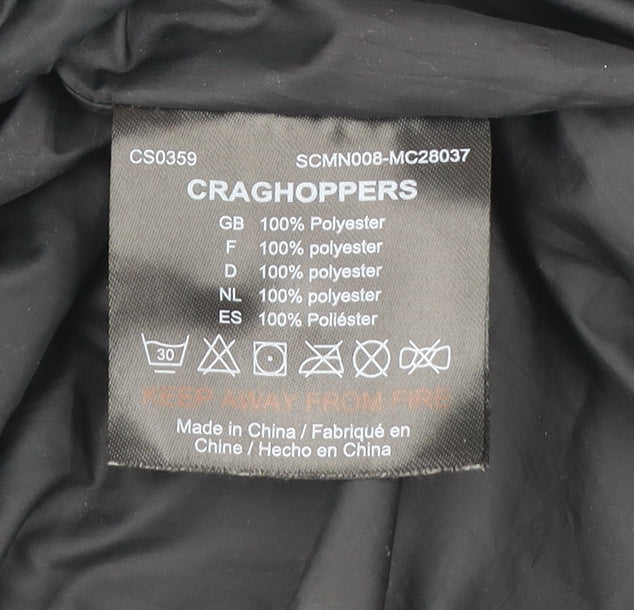 CS0359 SCMN008-MC28037
CRAGHOPPERS
GB 100% Polyester
F 100% Polyester
D 100% polyester
NL 100% polyester
ES 100% Poliéster
30
KEEP AWAY FROM FIRE
Made in China / Fabriqué en
Chine / Hecho en China